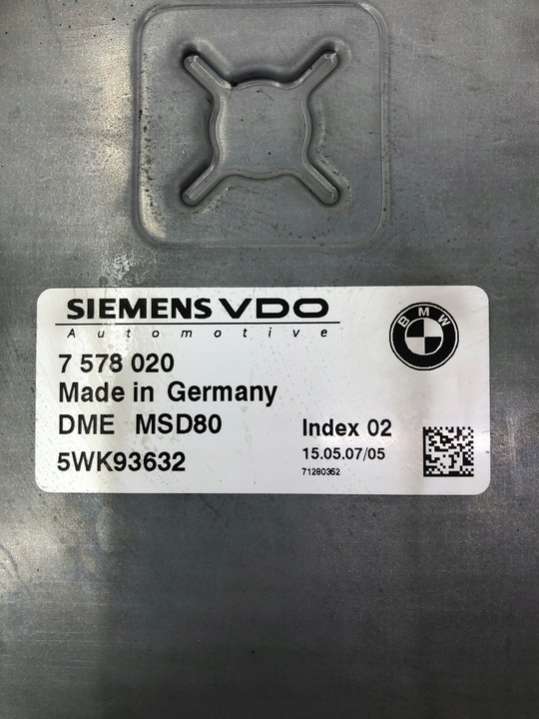 SIEMENS VDO
Automotive
BMW
7 578 020
Made in Germany
DME MSD80
Index 02
5WK93632
15.05.07/05
71280362